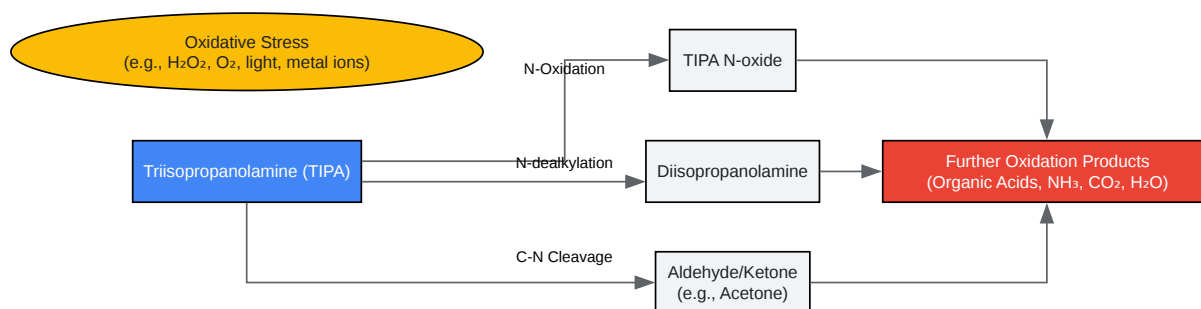 Oxidative Stress
(e.g., H₂O₂, O₂, light, metal ions)
N-Oxidation
TIPA N-oxide
Triisopropanolamine (TIPA)
N-dealkylation
Diisopropanolamine
Further Oxidation Products
(Organic Acids, NH₃, CO₂, H₂O)
C-N Cleavage
Aldehyde/Ketone
(e.g., Acetone)